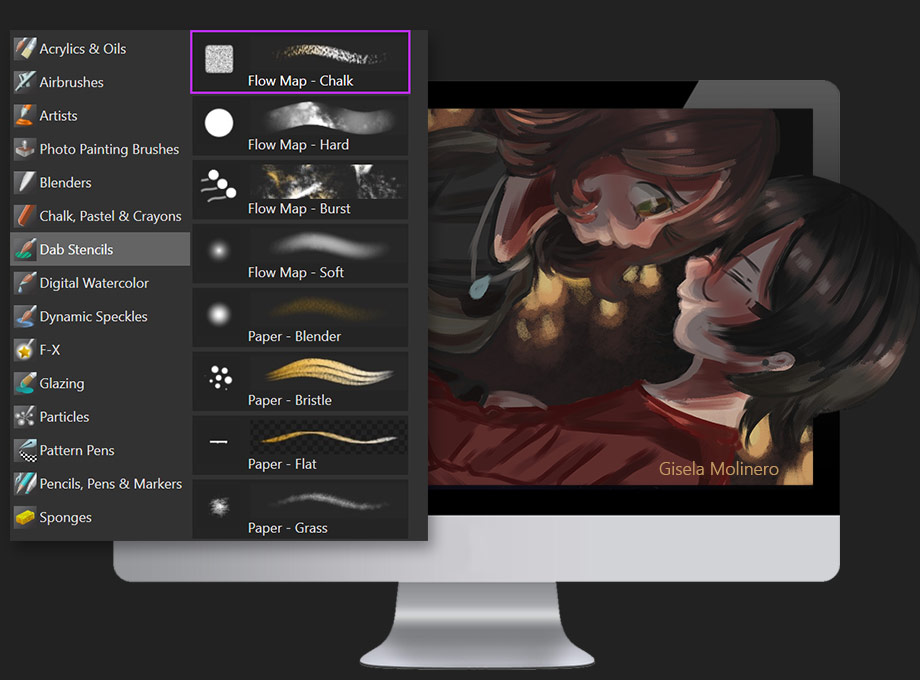 Acrylics & Oils
Airbrushes
Artists
Photo Painting Brushes
Blenders
Chalk, Pastel & Crayons
Dab Stencils
Digital Watercolor
Dynamic Speckles
F-X
Glazing
Particles
Pattern Pens
Pencils, Pens & Markers
Sponges
Flow Map - Chalk
Flow Map - Hard
Flow Map - Burst
Flow Map - Soft
Paper - Blender
Paper - Bristle
Paper - Flat
Paper - Grass
Gisela Molinero